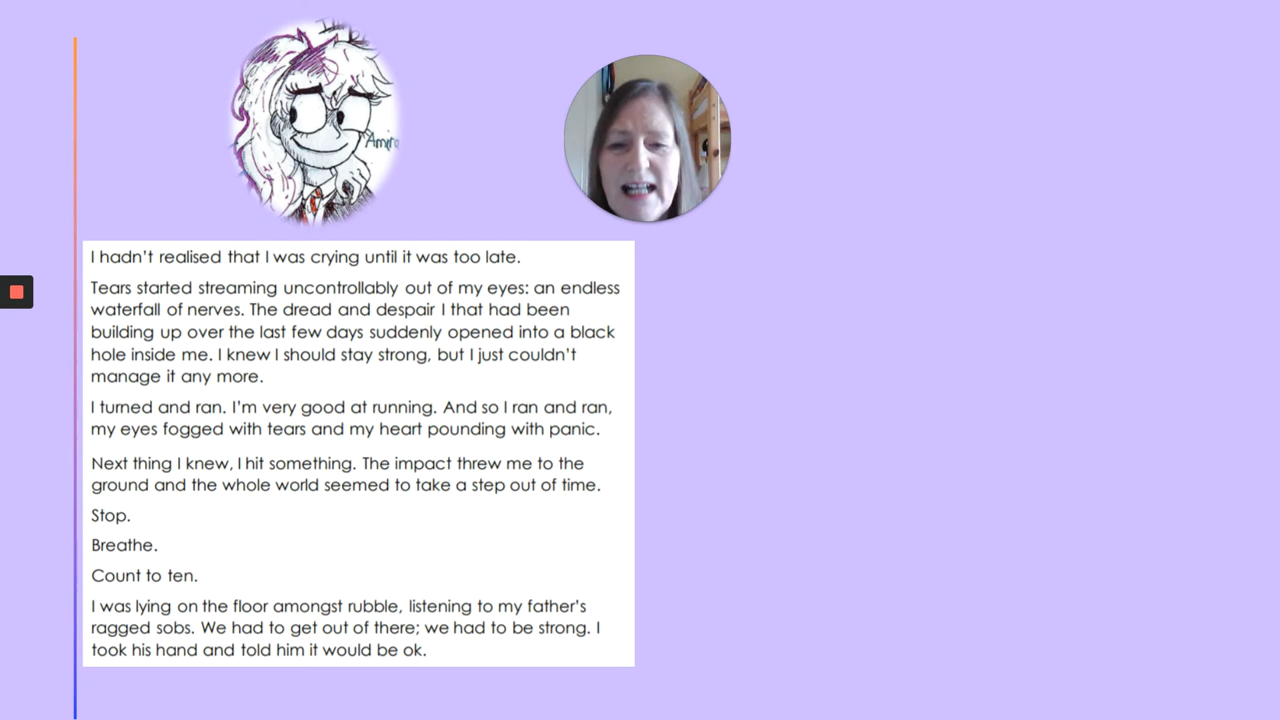 Amira
I hadn't realised that I was crying until it was too late.
Tears started streaming uncontrollably out of my eyes: an endless
waterfall of nerves. The dread and despair I that had been
building up over the last few days suddenly opened into a black
hole inside me. I knew I should stay strong, but I just couldn't
manage it any more.
I turned and ran. I'm very good at running. And so I ran and ran,
my eyes fogged with tears and my heart pounding with panic.
Next thing I knew, I hit something. The impact threw me to the
ground and the whole world seemed to take a step out of time.
Stop.
Breathe.
Count to ten.
I was lying on the floor amongst rubble, listening to my father's
ragged sobs. We had to get out of there; we had to be strong. I
took his hand and told him it would be ok.